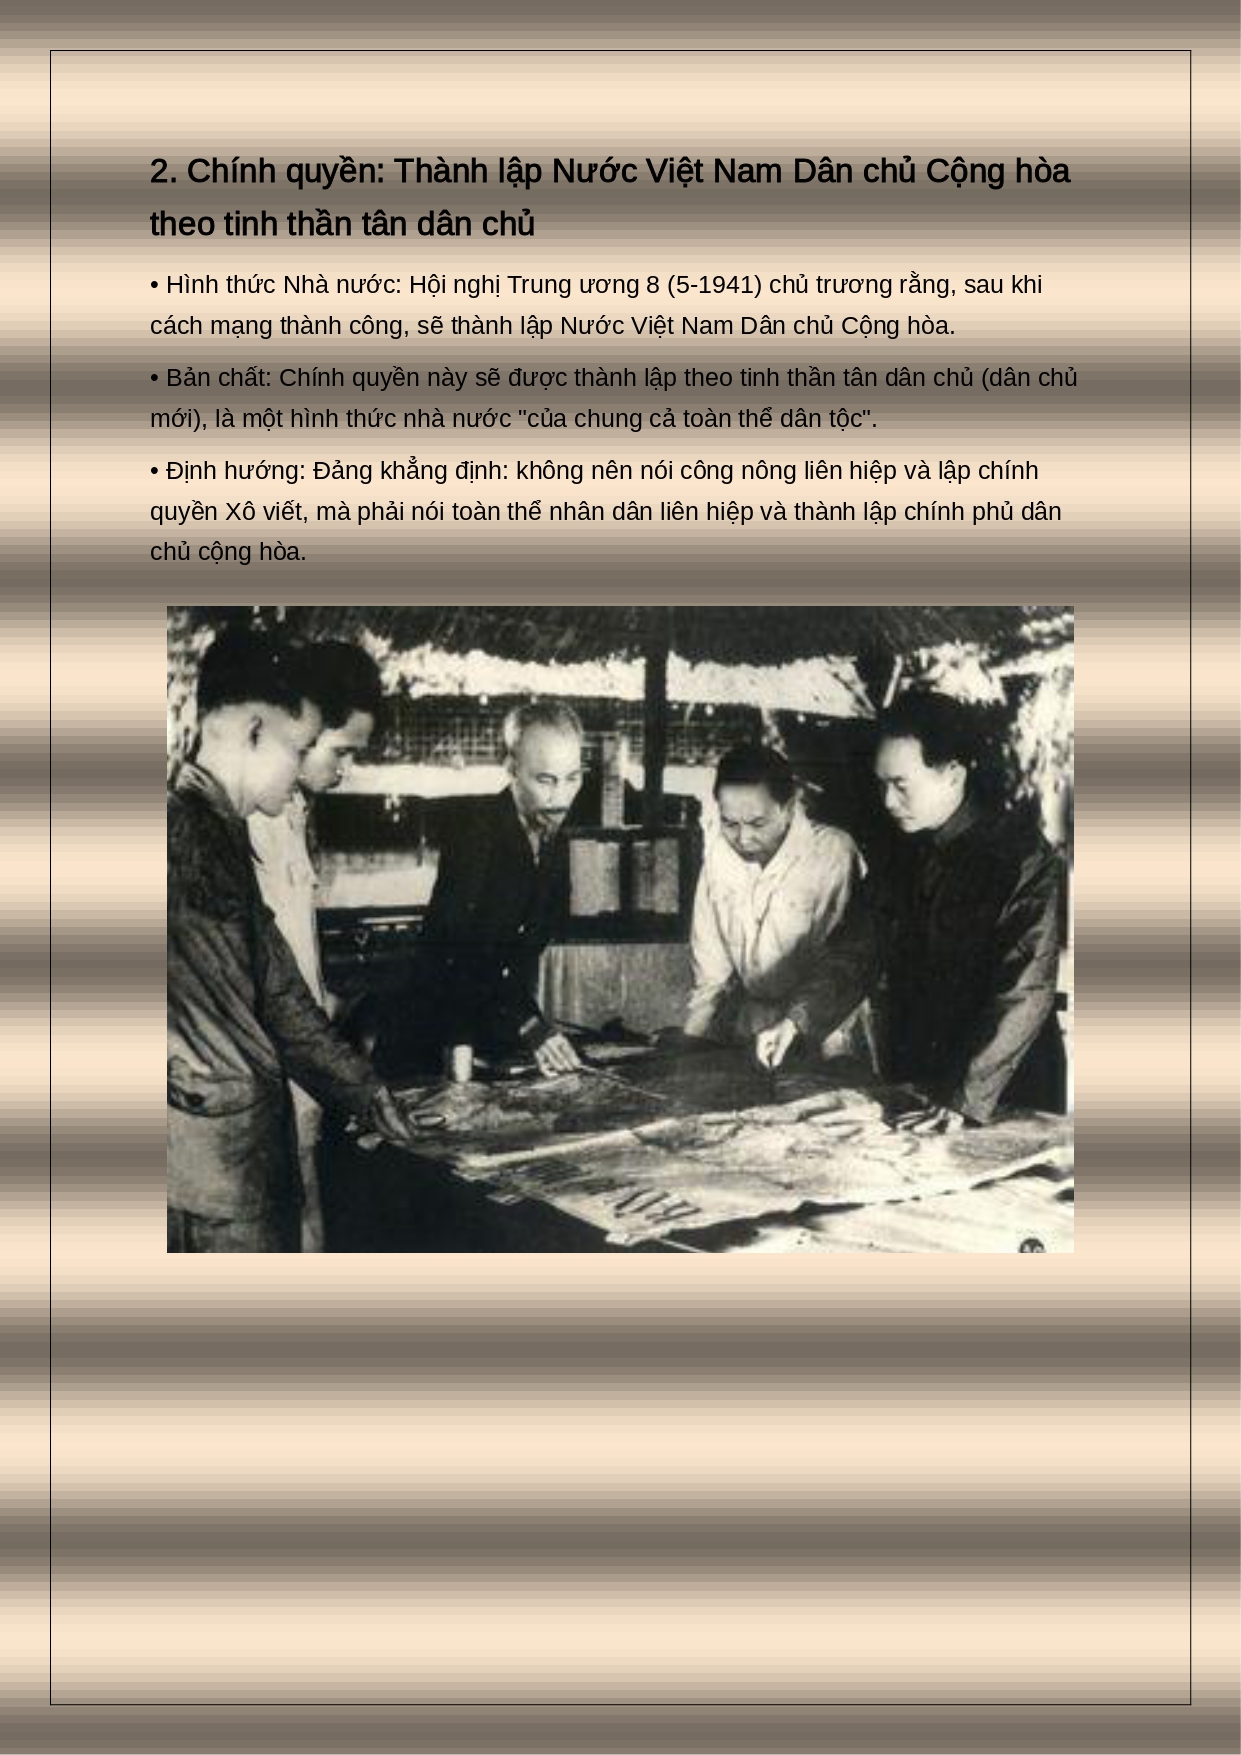 2. Chính quyền: Thành lập Nước Việt Nam Dân chủ Cộng hòa
theo tinh thần tân dân chủ
• Hình thức Nhà nước: Hội nghị Trung ương 8 (5-1941) chủ trương rằng, sau khi
cách mạng thành công, sẽ thành lập Nước Việt Nam Dân chủ Cộng hòa.
• Bản chất: Chính quyền này sẽ được thành lập theo tinh thần tân dân chủ (dân chủ
mới), là một hình thức nhà nước "của chung cả toàn thể dân tộc".
• Định hướng: Đảng khẳng định: không nên nói công nông liên hiệp và lập chính
quyền Xô viết, mà phải nói toàn thể nhân dân liên hiệp và thành lập chính phủ dân
chủ cộng hòa.